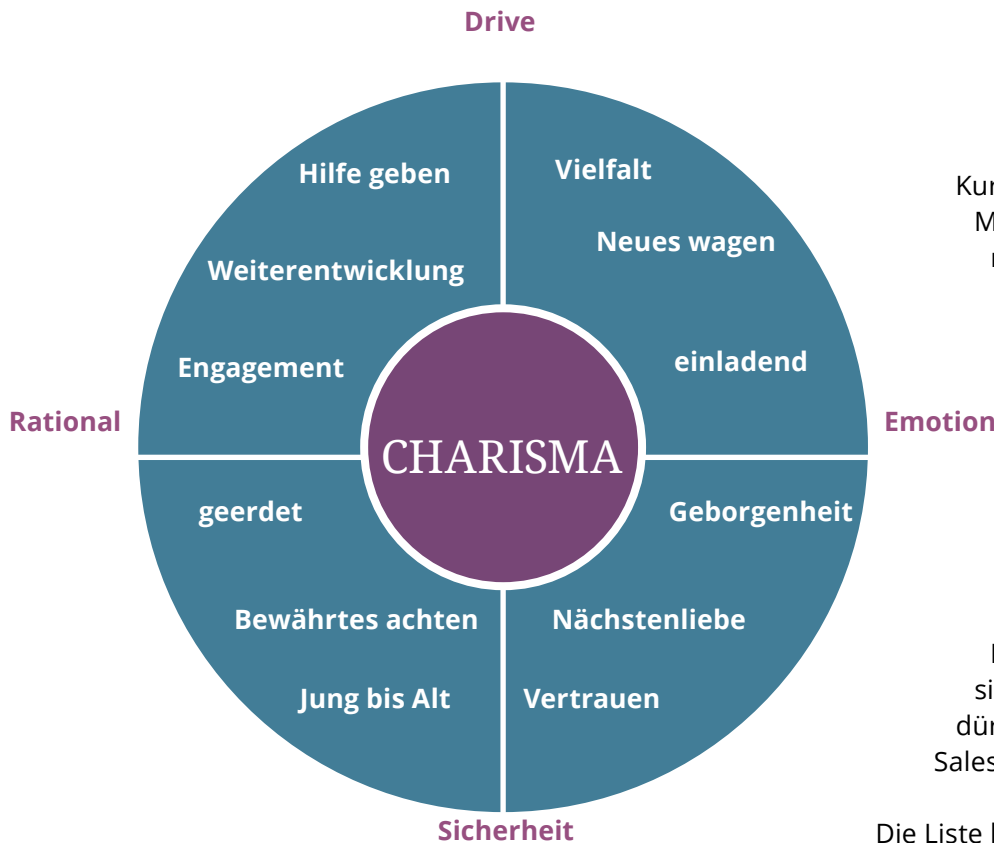 Drive
Hilfe geben
Vielfalt
Neues wagen
Weiterentwicklung
einladend
Engagement
Rational
Emotion
CHARISMA
geerdet
Geborgenheit
Bewährtes achten
Nächstenliebe
Jung bis Alt
Vertrauen
Sales
Sicherheit
Die Liste